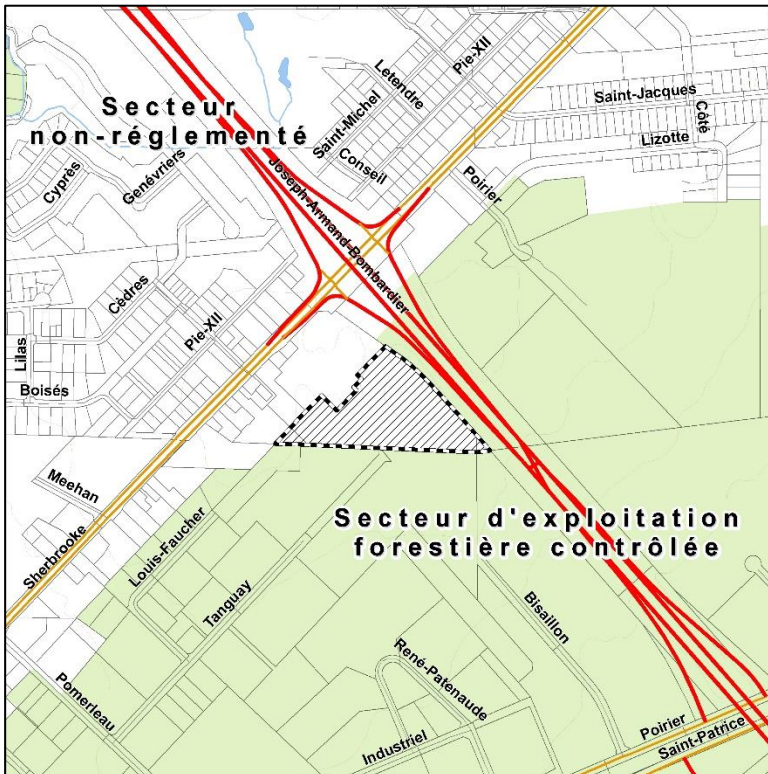 Secteur
non-réglementé
Letendre
Pie-XII
Saint-Michel
Conseil
Saint-Jacques
Côté
Lizotte
Cyprès
Genévriers
Joseph-Armand-Bombardier
Poirier
Cèdres
Pie-XII
Lilas
Boisés
Meehan
Sherbrooke
Louis-Faucher
Tanguay
Secteur d'exploitation
forestière contrôlée
Bisaillon
René-Patenaude
Pomerleau
Industriel
Poirier
Saint-Patrice